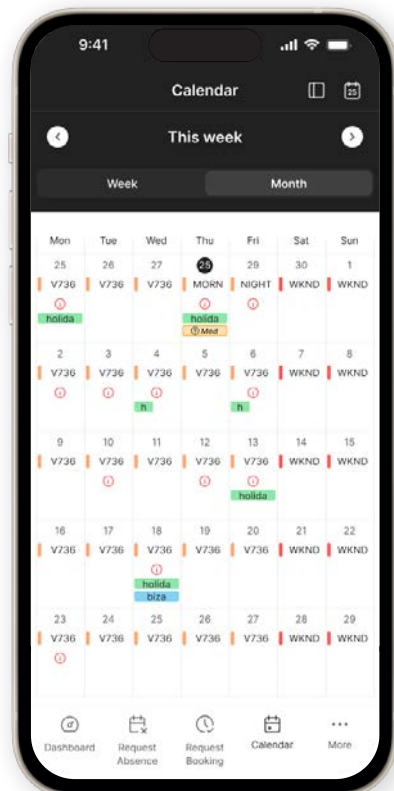 9:41
Calendar 25
This week
Week Month
Mon Tue Wed Thu Fri Sat Sun
25 26 27 25 29 30 1
V736 V736 V736 MORN NIGHT WKND WKND
holida holida
Med
2 3 4 5 6 7 8
V736 V736 V736 V736 V736 WKND WKND
h h
9 10 11 12 13 14 15
V736 V736 V736 V736 V736 WKND WKND
holida
16 17 18 19 20 21 22
V736 V736 V736 V736 V736 WKND WKND
holida
biza
23 24 25 26 27 28 29
V736 V736 V736 V736 V736 WKND WKND
Dashboard Request Request Calendar More
Absence Booking